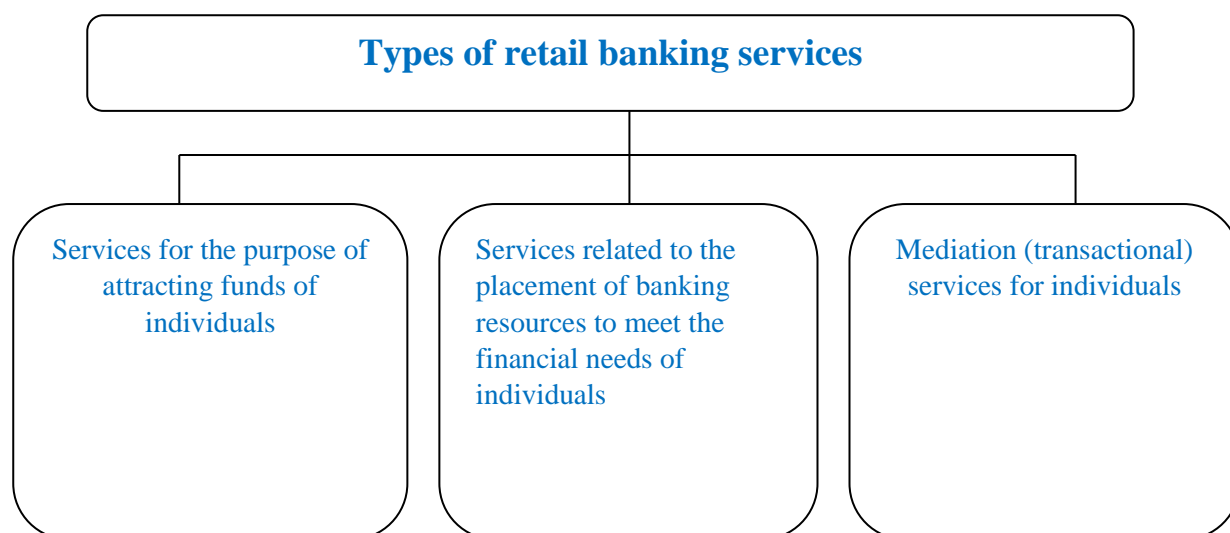 Types of retail banking services
Services for the purpose of
attracting funds of
individuals
Services related to the
placement of banking
resources to meet the
financial needs of
individuals
Mediation (transactional)
services for individuals